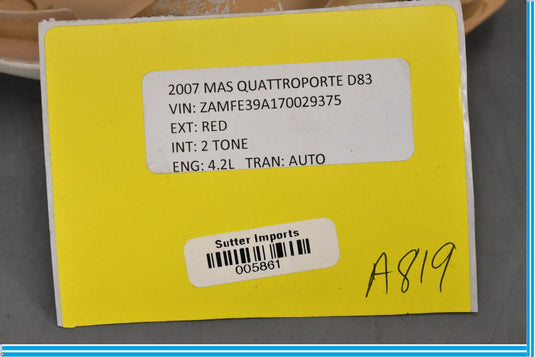 2007 MAS QUATTROPORTE D83
VIN: ZAMFE39A170029375
EXT: RED
INT: 2 TONE
ENG: 4.2L TRAN: AUTO
Sutter Imports
005861
A819